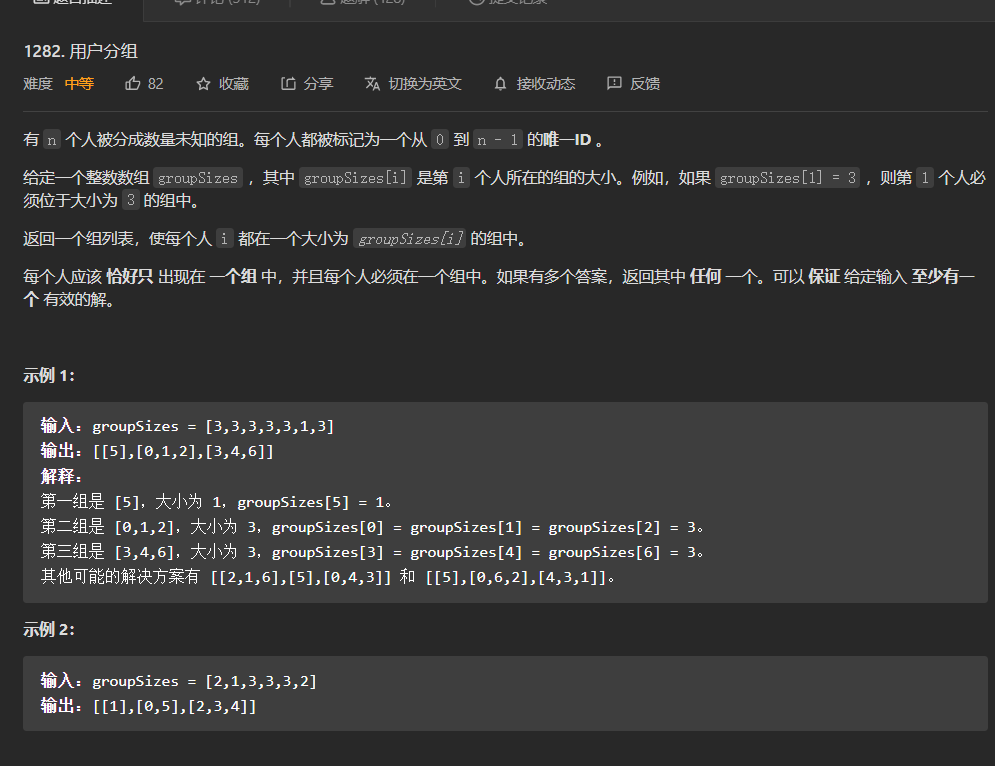 题目描述 评论 (312) 题解 (126) 提交记录
1282. 用户分组
难度 中等 82 收藏 分享 切换为英文 接收动态 反馈
有 n 个人被分成数量未知的组。每个人都被标记为一个从 0 到 n - 1 的唯一ID 。
给定一个整数数组 groupSizes ，其中 groupSizes[i] 是第 i 个人所在的组的大小。例如，如果 groupSizes[1] = 3 ，则第 1 个人必
须位于大小为 3 的组中。
返回一个组列表，使每个人 i 都在一个大小为 groupSizes[i] 的组中。
每个人应该 恰好只 出现在 一个组 中，并且每个人必须在一个组中。如果有多个答案，返回其中 任何 一个。可以 保证 给定输入 至少有一
个 有效的解。
示例 1：
输入：groupSizes = [3,3,3,3,3,1,3]
输出：[[5],[0,1,2],[3,4,6]]
解释：
第一组是 [5]，大小为 1，groupSizes[5] = 1。
第二组是 [0,1,2]，大小为 3，groupSizes[0] = groupSizes[1] = groupSizes[2] = 3。
第三组是 [3,4,6]，大小为 3，groupSizes[3] = groupSizes[4] = groupSizes[6] = 3。
其他可能的解决方案有 [[2,1,6],[5],[0,4,3]] 和 [[5],[0,6,2],[4,3,1]]。
示例 2：
输入：groupSizes = [2,1,3,3,3,2]
输出：[[1],[0,5],[2,3,4]]